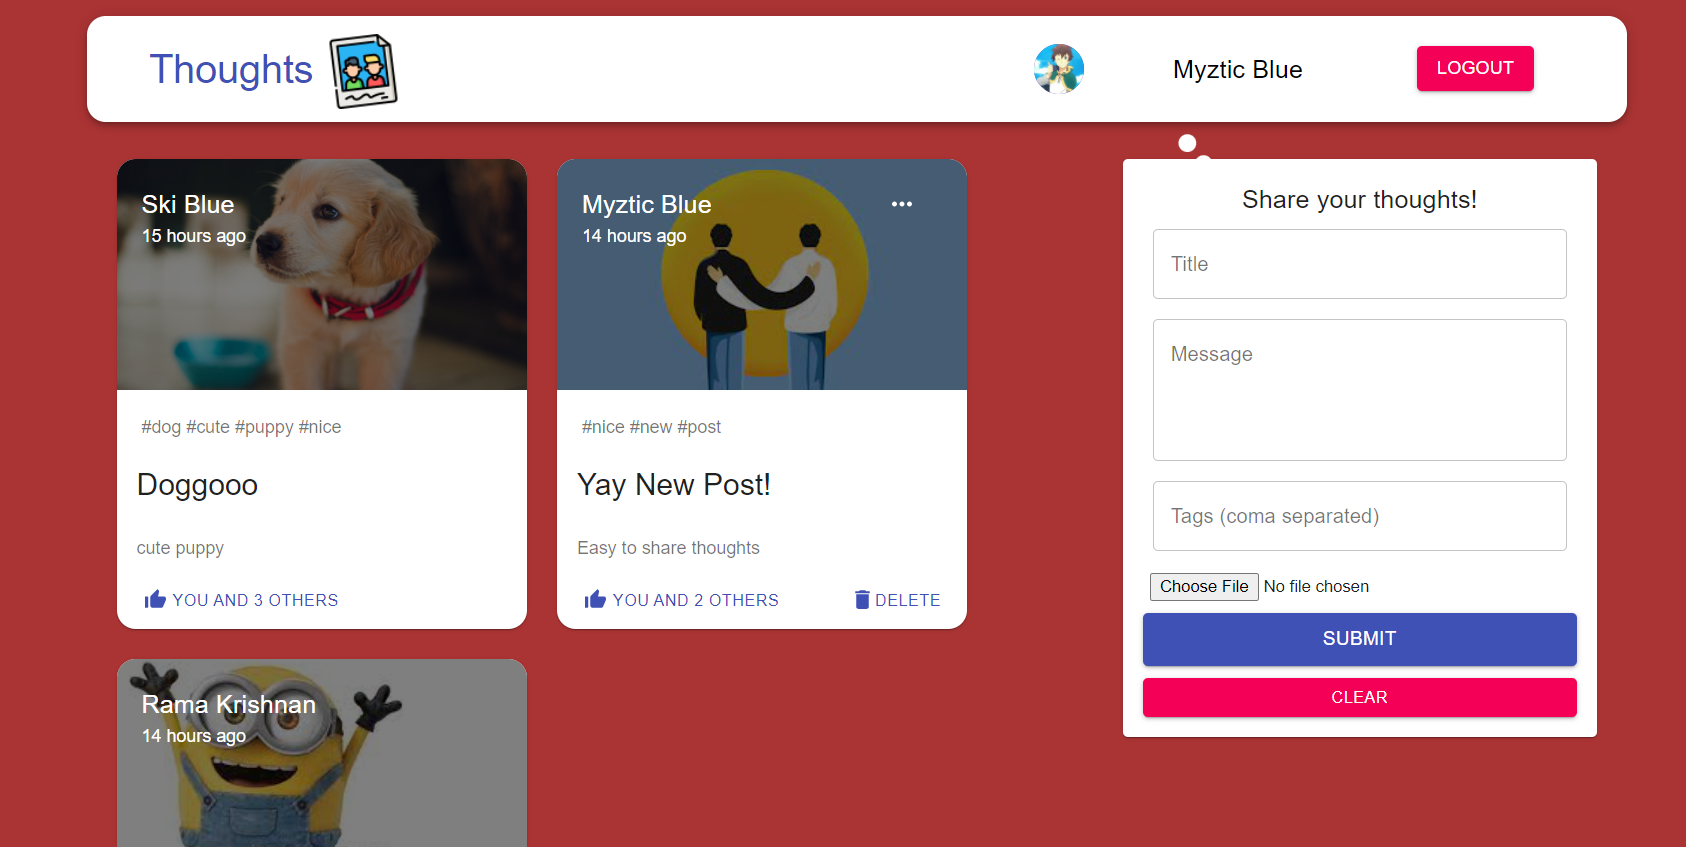 Thoughts
Myztic Blue
LOGOUT
Ski Blue
15 hours ago
#dog #cute #puppy #nice
Doggooo
cute puppy
YOU AND 3 OTHERS
Myztic Blue
14 hours ago
#nice #new #post
Yay New Post!
Easy to share thoughts
YOU AND 2 OTHERS
DELETE
Rama Krishnan
14 hours ago
Share your thoughts!
Title
Message
Tags (coma separated)
Choose File No file chosen
SUBMIT
CLEAR